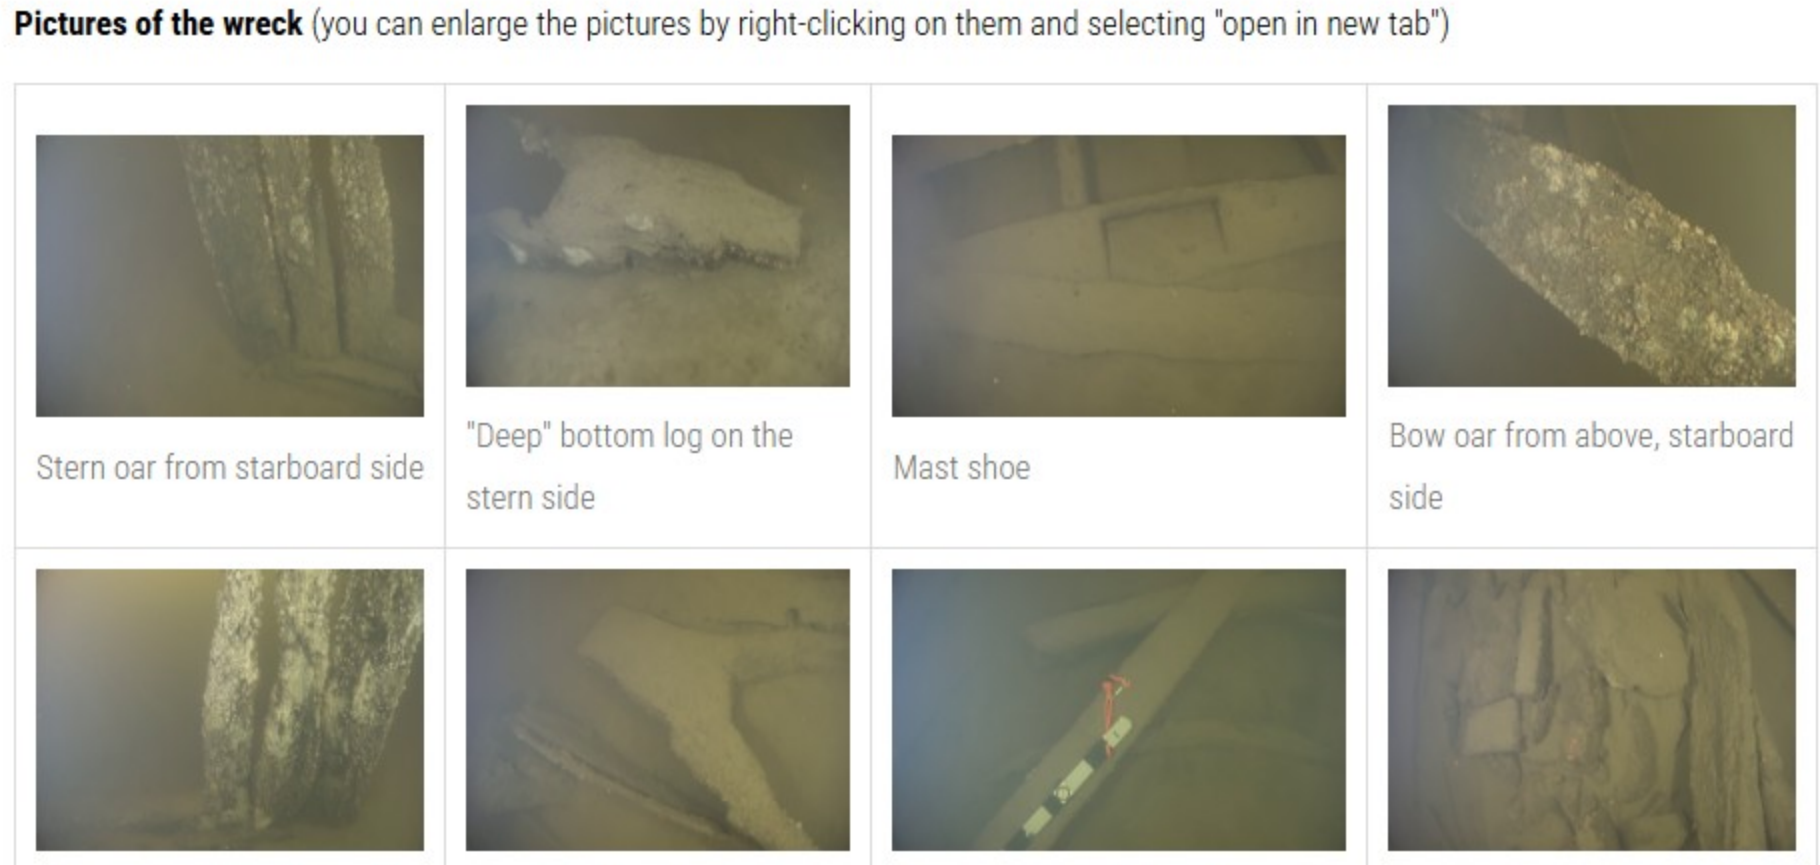 Pictures of the wreck (you can enlarge the pictures by right-clicking on them and selecting "open in new tab")
Stern oar from starboard side
"Deep" bottom log on the
stern side
Mast shoe
Bow oar from above, starboard
side